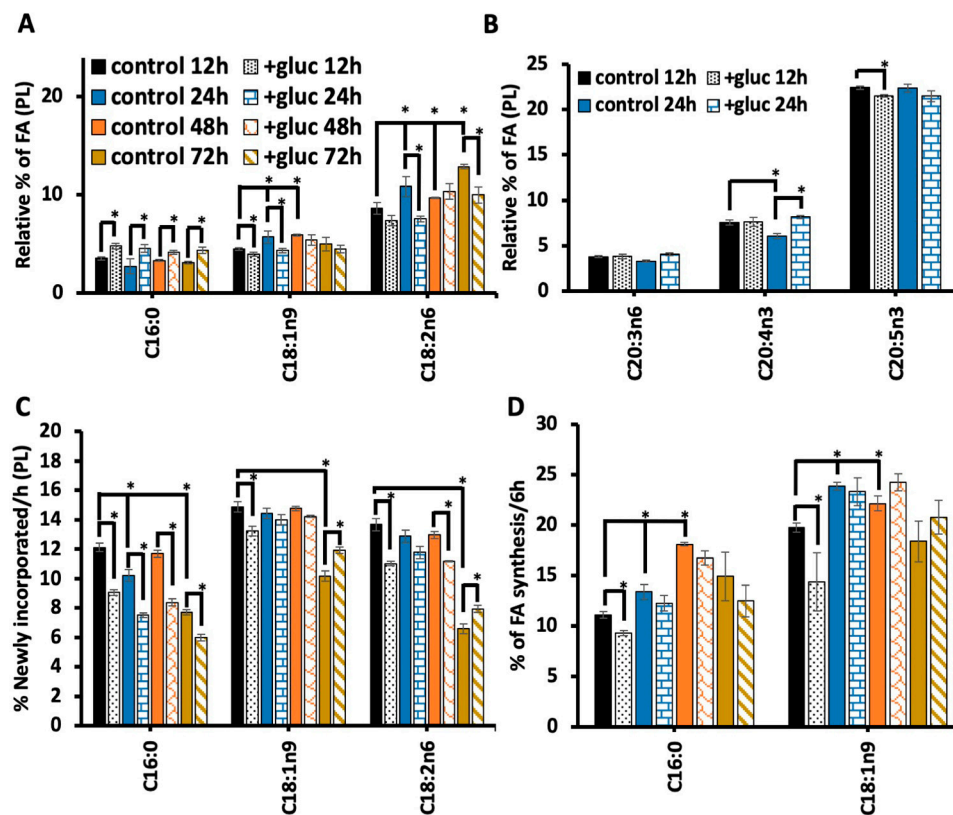 A
Relative % of FA (PL)
20
10
0
control 12h +gluc 12h
control 24h +gluc 24h
control 48h +gluc 48h
control 72h +gluc 72h
* * * * * * * * * * * *
C16:0 C18:1n9 C18:2n6
B
Relative % of FA (PL)
25
20
15
10
5
0
control 12h +gluc 12h
control 24h +gluc 24h
* * *
C20:3n6 C20:4n3 C20:5n3
C
% Newly incorporated/h (PL)
20
18
16
14
12
10
8
6
4
2
0
* * * * * * * * * * * * *
C16:0 C18:1n9 C18:2n6
D
% of FA synthesis/6h
30
25
20
15
10
5
0
* * * * * *
C16:0 C18:1n9